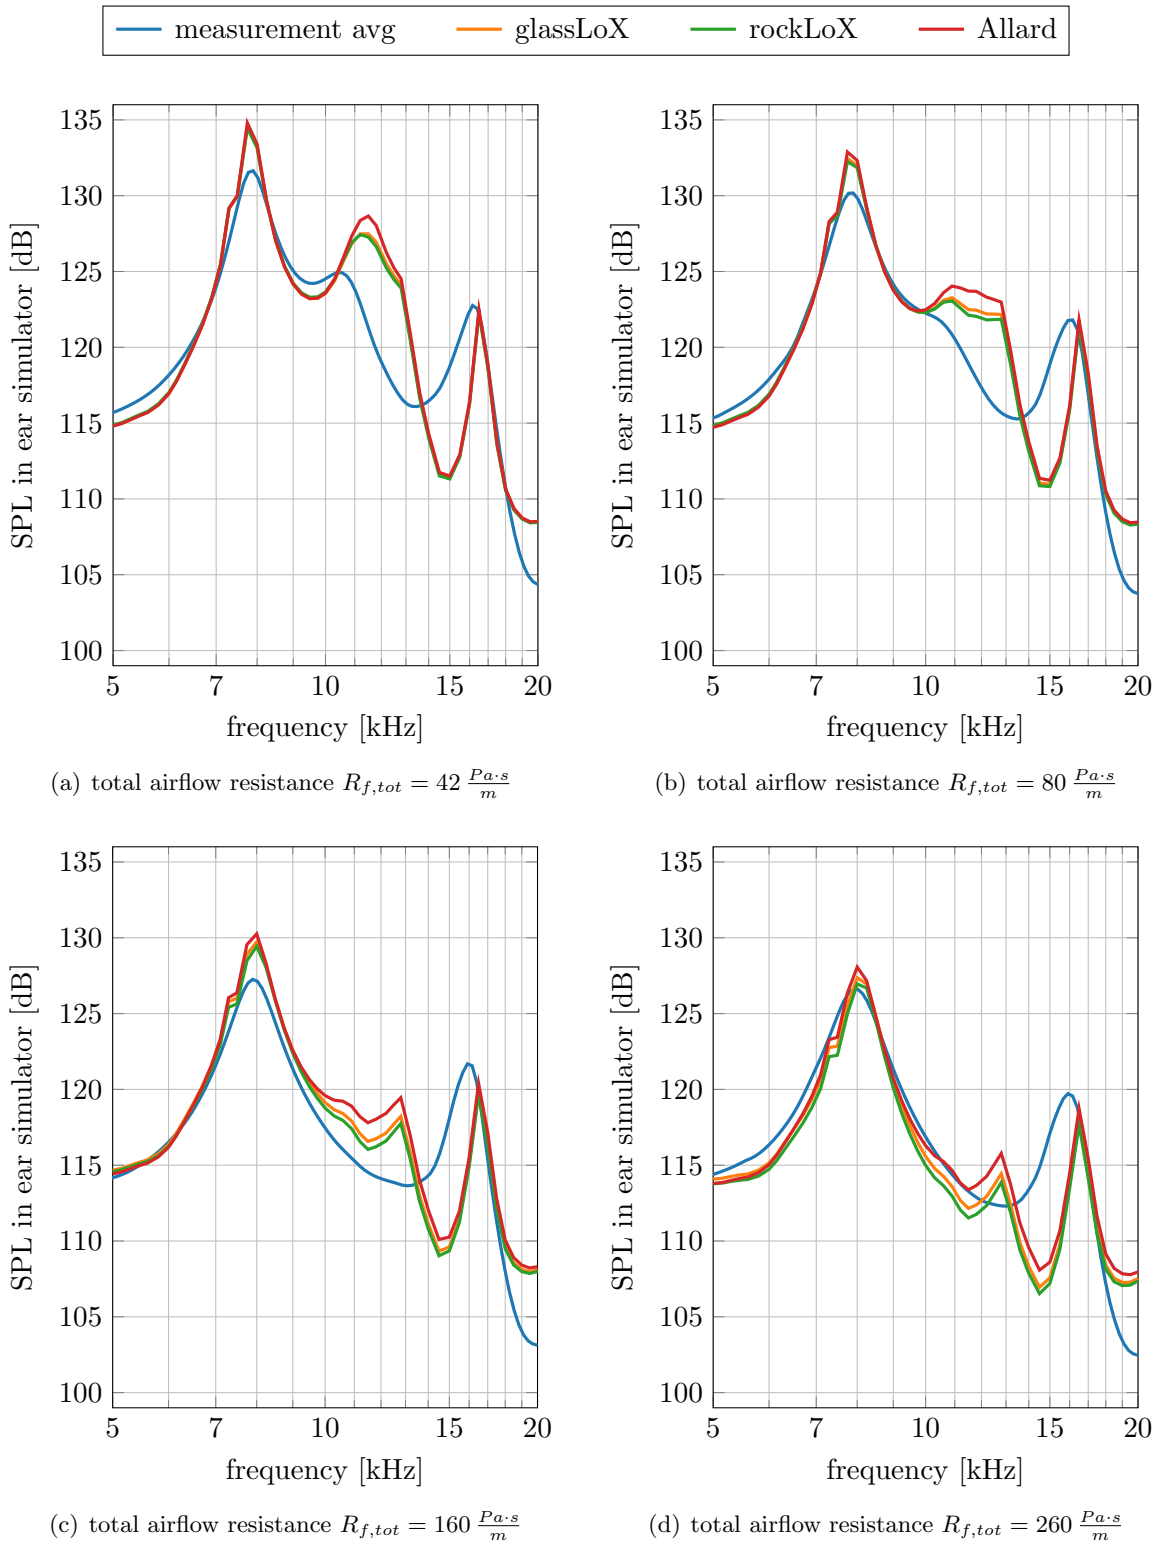 measurement avg glassLoX rockLoX Allard
135
130
125
120
115
110
105
100
5 7 10 15 20
SPL in ear simulator [dB]
frequency [kHz]
(a) total airflow resistance R_{f,tot} = 42 \frac{Pa·s}{m}
135
130
125
120
115
110
105
100
5 7 10 15 20
SPL in ear simulator [dB]
frequency [kHz]
(b) total airflow resistance R_{f,tot} = 80 \frac{Pa·s}{m}
135
130
125
120
115
110
105
100
5 7 10 15 20
SPL in ear simulator [dB]
frequency [kHz]
(c) total airflow resistance R_{f,tot} = 160 \frac{Pa·s}{m}
135
130
125
120
115
110
105
100
5 7 10 15 20
SPL in ear simulator [dB]
frequency [kHz]
(d) total airflow resistance R_{f,tot} = 260 \frac{Pa·s}{m}